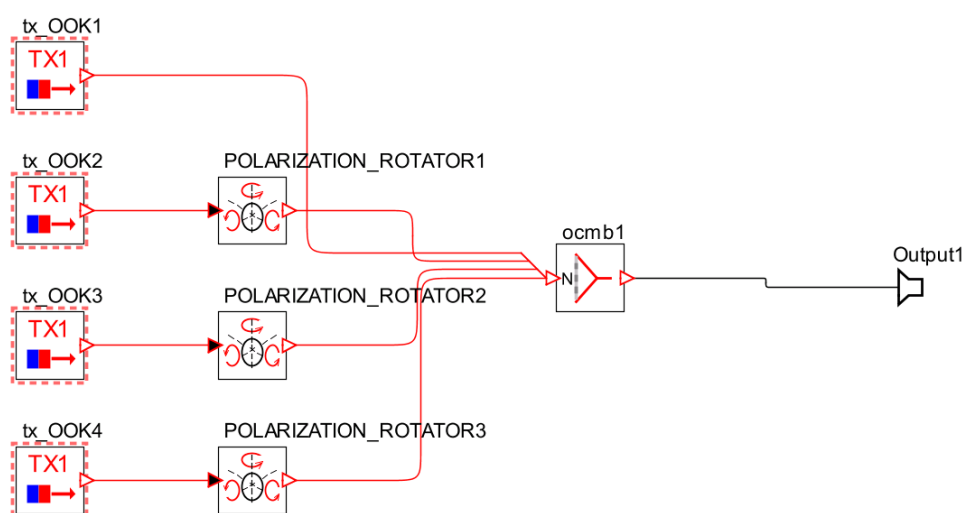 tx_OOK1
TX1
tx_OOK2
POLARIZATION_ROTATOR1
TX1
ocmb1
N
Output1
tx_OOK3
POLARIZATION_ROTATOR2
TX1
tx_OOK4
POLARIZATION_ROTATOR3
TX1